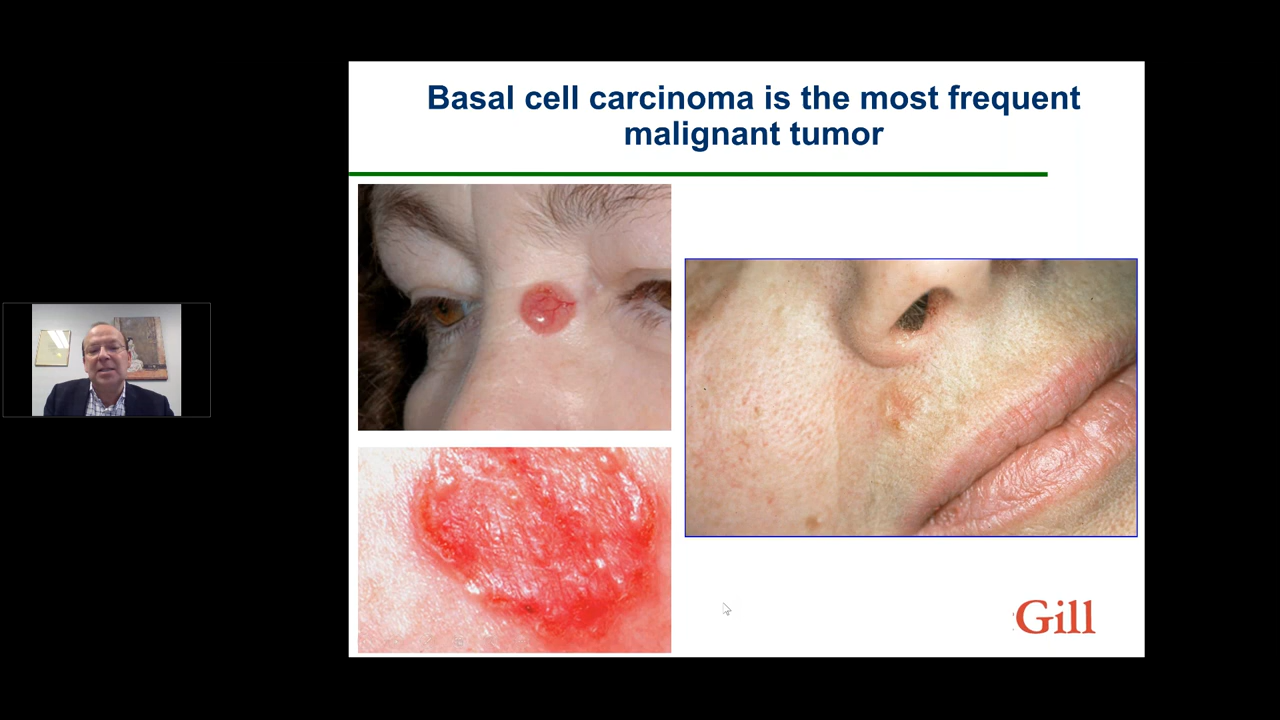 Basal cell carcinoma is the most frequent
malignant tumor
Gill